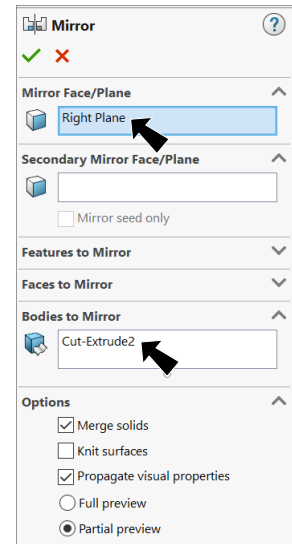 Mirror
?
Mirror Face/Plane
Right Plane
Secondary Mirror Face/Plane
Mirror seed only
Features to Mirror
Faces to Mirror
Bodies to Mirror
Cut-Extrude2
Options
Merge solids
Knit surfaces
Propagate visual properties
Full preview
Partial preview